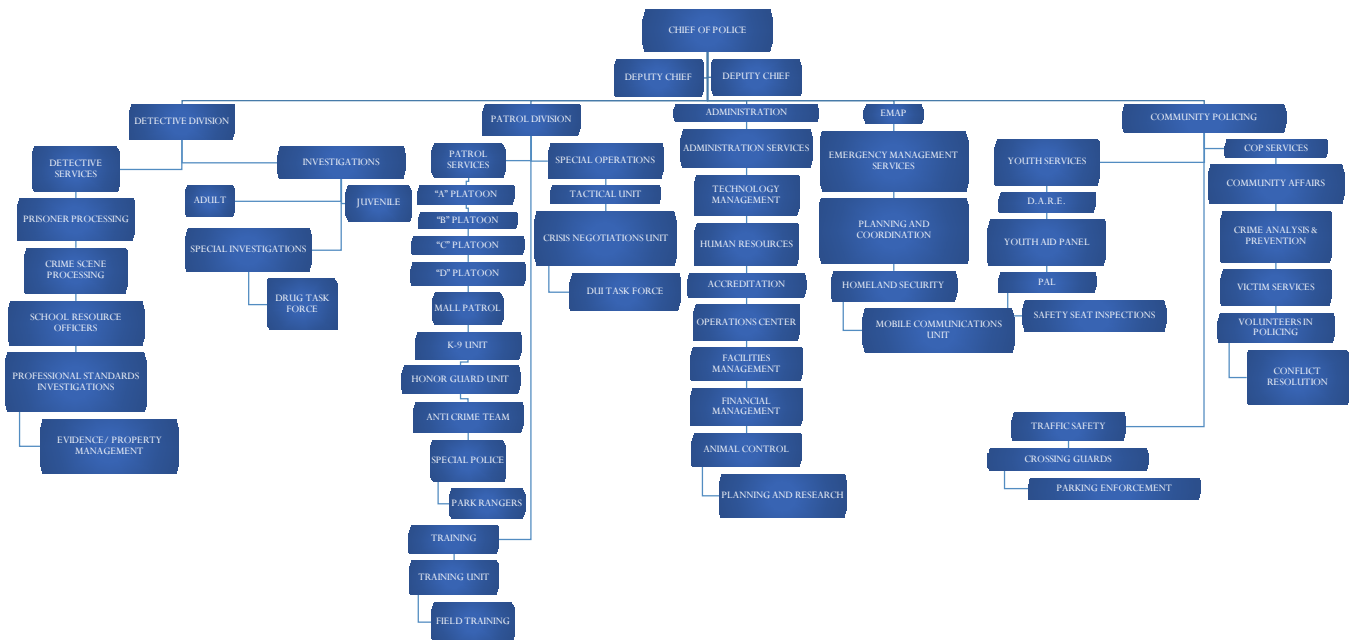 CHIEF OF POLICE
DEPUTY CHIEF
DEPUTY CHIEF
DETECTIVE DIVISION
DETECTIVE
SERVICES
PRISONER PROCESSING
CRIME SCENE
PROCESSING
SCHOOL RESOURCE
OFFICERS
PROFESSIONAL STANDARDS
INVESTIGATIONS
EVIDENCE/ PROPERTY
MANAGEMENT
INVESTIGATIONS
ADULT
JUVENILE
SPECIAL INVESTIGATIONS
DRUG TASK
FORCE
PATROL DIVISION
PATROL
SERVICES
“A” PLATOON
“B” PLATOON
“C” PLATOON
“D” PLATOON
MALL PATROL
K-9 UNIT
HONOR GUARD UNIT
ANTI CRIME TEAM
SPECIAL POLICE
PARK RANGERS
SPECIAL OPERATIONS
TACTICAL UNIT
CRISIS NEGOTIATIONS UNIT
DUI TASK FORCE
TRAINING
TRAINING UNIT
FIELD TRAINING
ADMINISTRATION
ADMINISTRATION SERVICES
TECHNOLOGY
MANAGEMENT
HUMAN RESOURCES
ACCREDITATION
OPERATIONS CENTER
FACILITIES
MANAGEMENT
FINANCIAL
MANAGEMENT
ANIMAL CONTROL
PLANNING AND RESEARCH
EMAP
EMERGENCY MANAGEMENT
SERVICES
PLANNING AND
COORDINATION
HOMELAND SECURITY
MOBILE COMMUNICATIONS
UNIT
COMMUNITY POLICING
YOUTH SERVICES
D.A.R.E.
YOUTH AID PANEL
PAL
SAFETY SEAT INSPECTIONS
COP SERVICES
COMMUNITY AFFAIRS
CRIME ANALYSIS &
PREVENTION
VICTIM SERVICES
VOLUNTEERS IN
POLICING
CONFLICT
RESOLUTION
TRAFFIC SAFETY
CROSSING GUARDS
PARKING ENFORCEMENT